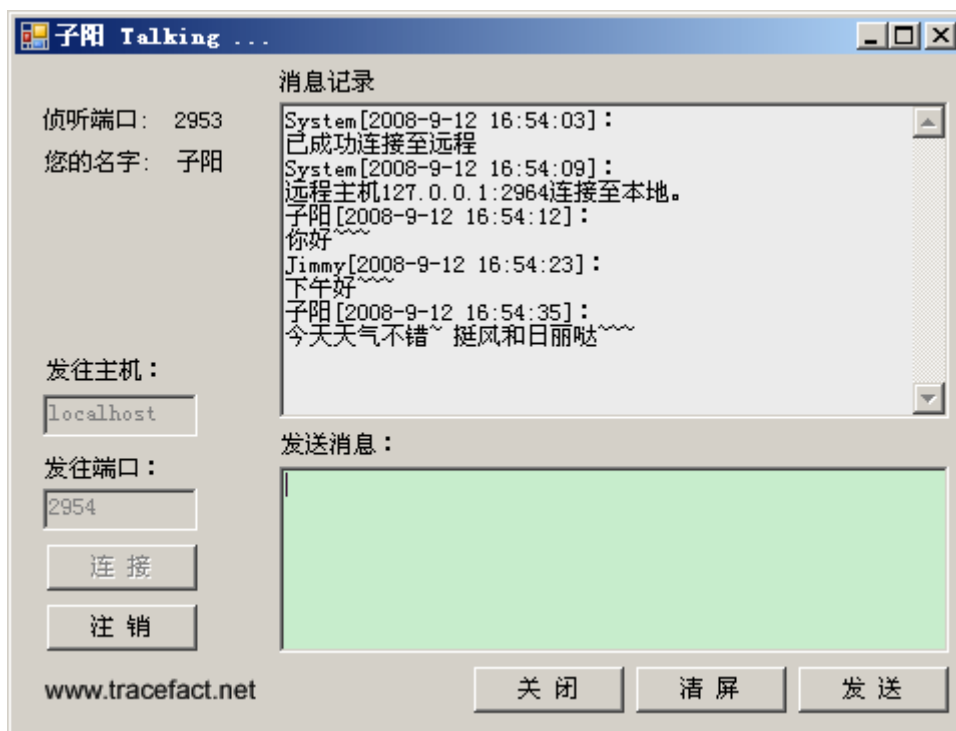 子阳 Talking ...
侦听端口: 2953
您的名字: 子阳
消息记录
System[2008-9-12 16:54:03]：
已成功连接至远程
System[2008-9-12 16:54:09]：
远程主机127.0.0.1:2964连接至本地。
子阳[2008-9-12 16:54:12]：
你好~~~
Jimmy[2008-9-12 16:54:23]：
下午好~~~
子阳[2008-9-12 16:54:35]：
今天天气不错~ 挺风和日丽哒~~~
发往主机：
localhost
发往端口：
2954
连 接
注 销
www.tracefact.net
发送消息：
关 闭
清 屏
发 送